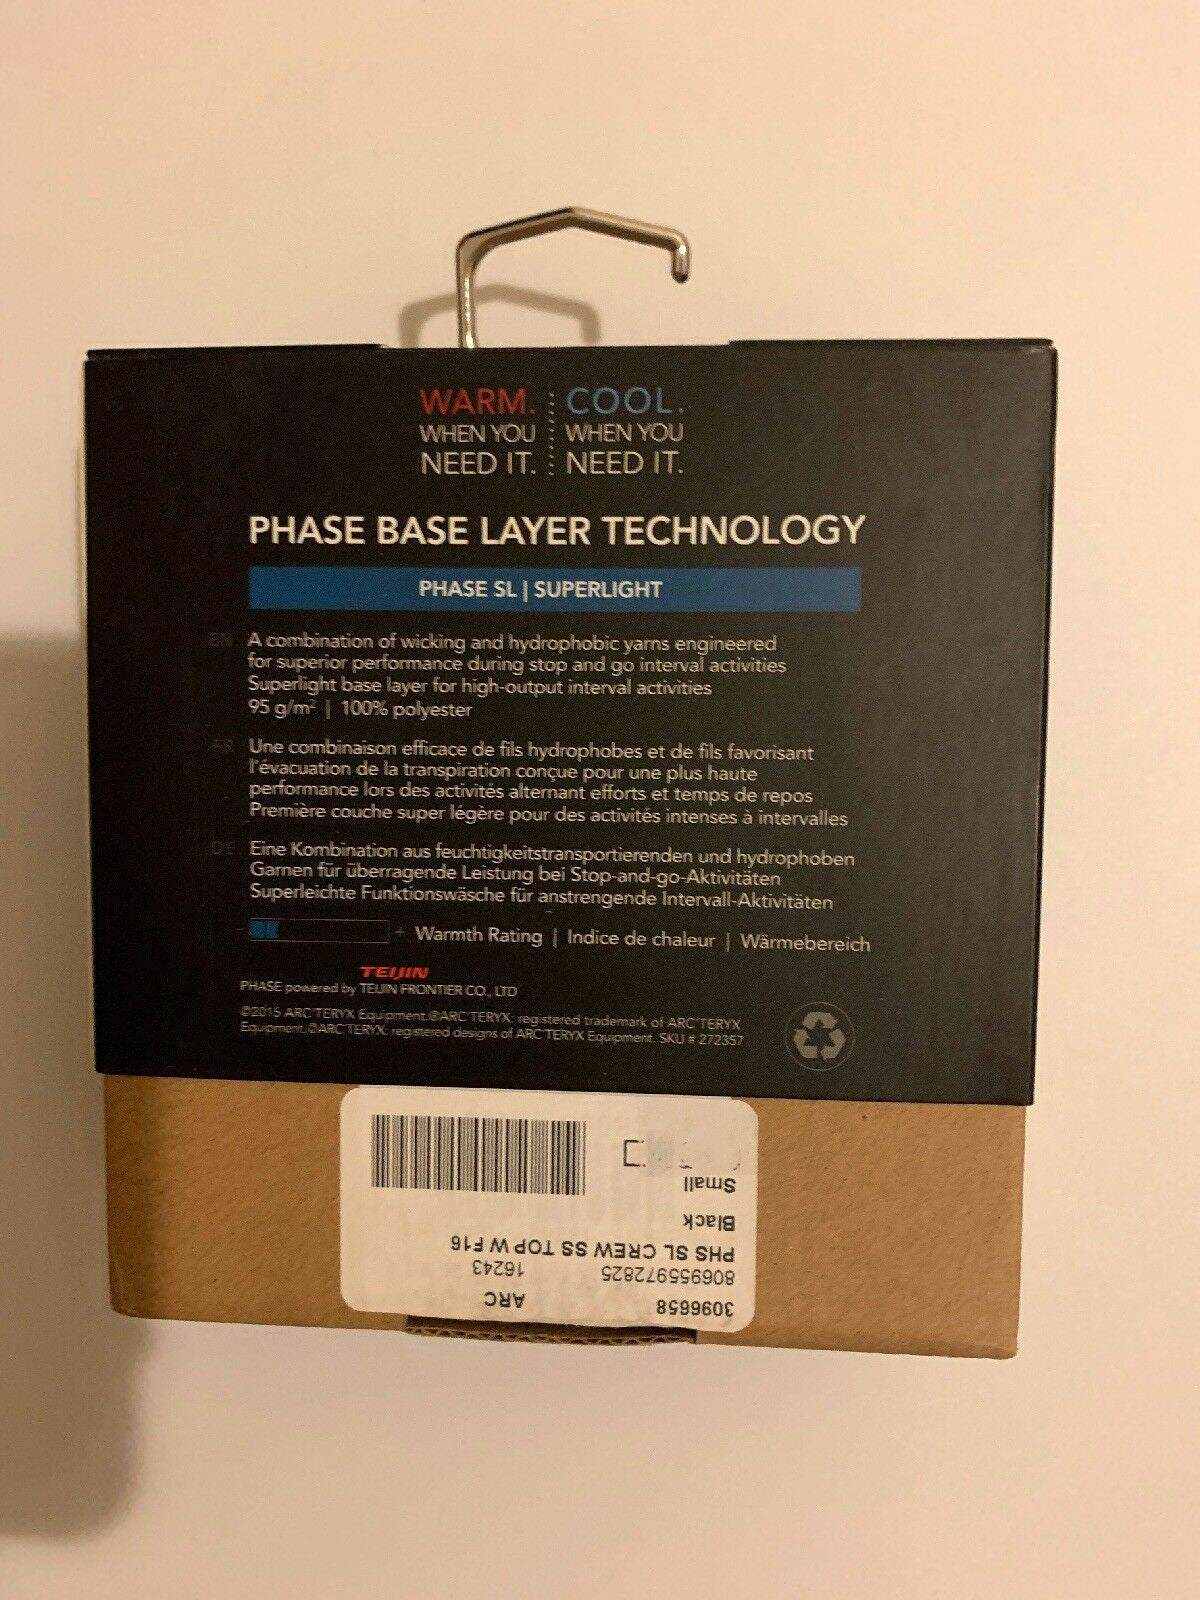 WARM. COOL.
WHEN YOU WHEN YOU
NEED IT. NEED IT.
PHASE BASE LAYER TECHNOLOGY
PHASE SL | SUPERLIGHT
EN A combination of wicking and hydrophobic yarns engineered
for superior performance during stop and go interval activities
Superlight base layer for high-output interval activities
95 g/m² | 100% polyester
FR Une combinaison efficace de fils hydrophobes et de fils favorisant
l'évacuation de la transpiration conçue pour une plus haute
performance lors des activités alternant efforts et temps de repos
Première couche super légère pour des activités intenses à intervalles
DE Eine Kombination aus feuchtigkeitstransportierenden und hydrophoben
Garnen für überragende Leistung bei Stop-and-go-Aktivitäten
Superleichte Funktionswäsche für anstrengende Intervall-Aktivitäten
- + Warmth Rating | Indice de chaleur | Wärmebereich
TEIJIN
PHASE powered by TEIJIN FRONTIER CO., LTD
©2015 ARC'TERYX Equipment.®ARC'TERYX: registered trademark of ARC'TERYX
Equipment.®ARC'TERYX: registered designs of ARC'TERYX Equipment. SKU # 272357
3096658 ARC
806955972825 16243
PHS SL CREW SS TOP W F16
Black
Small